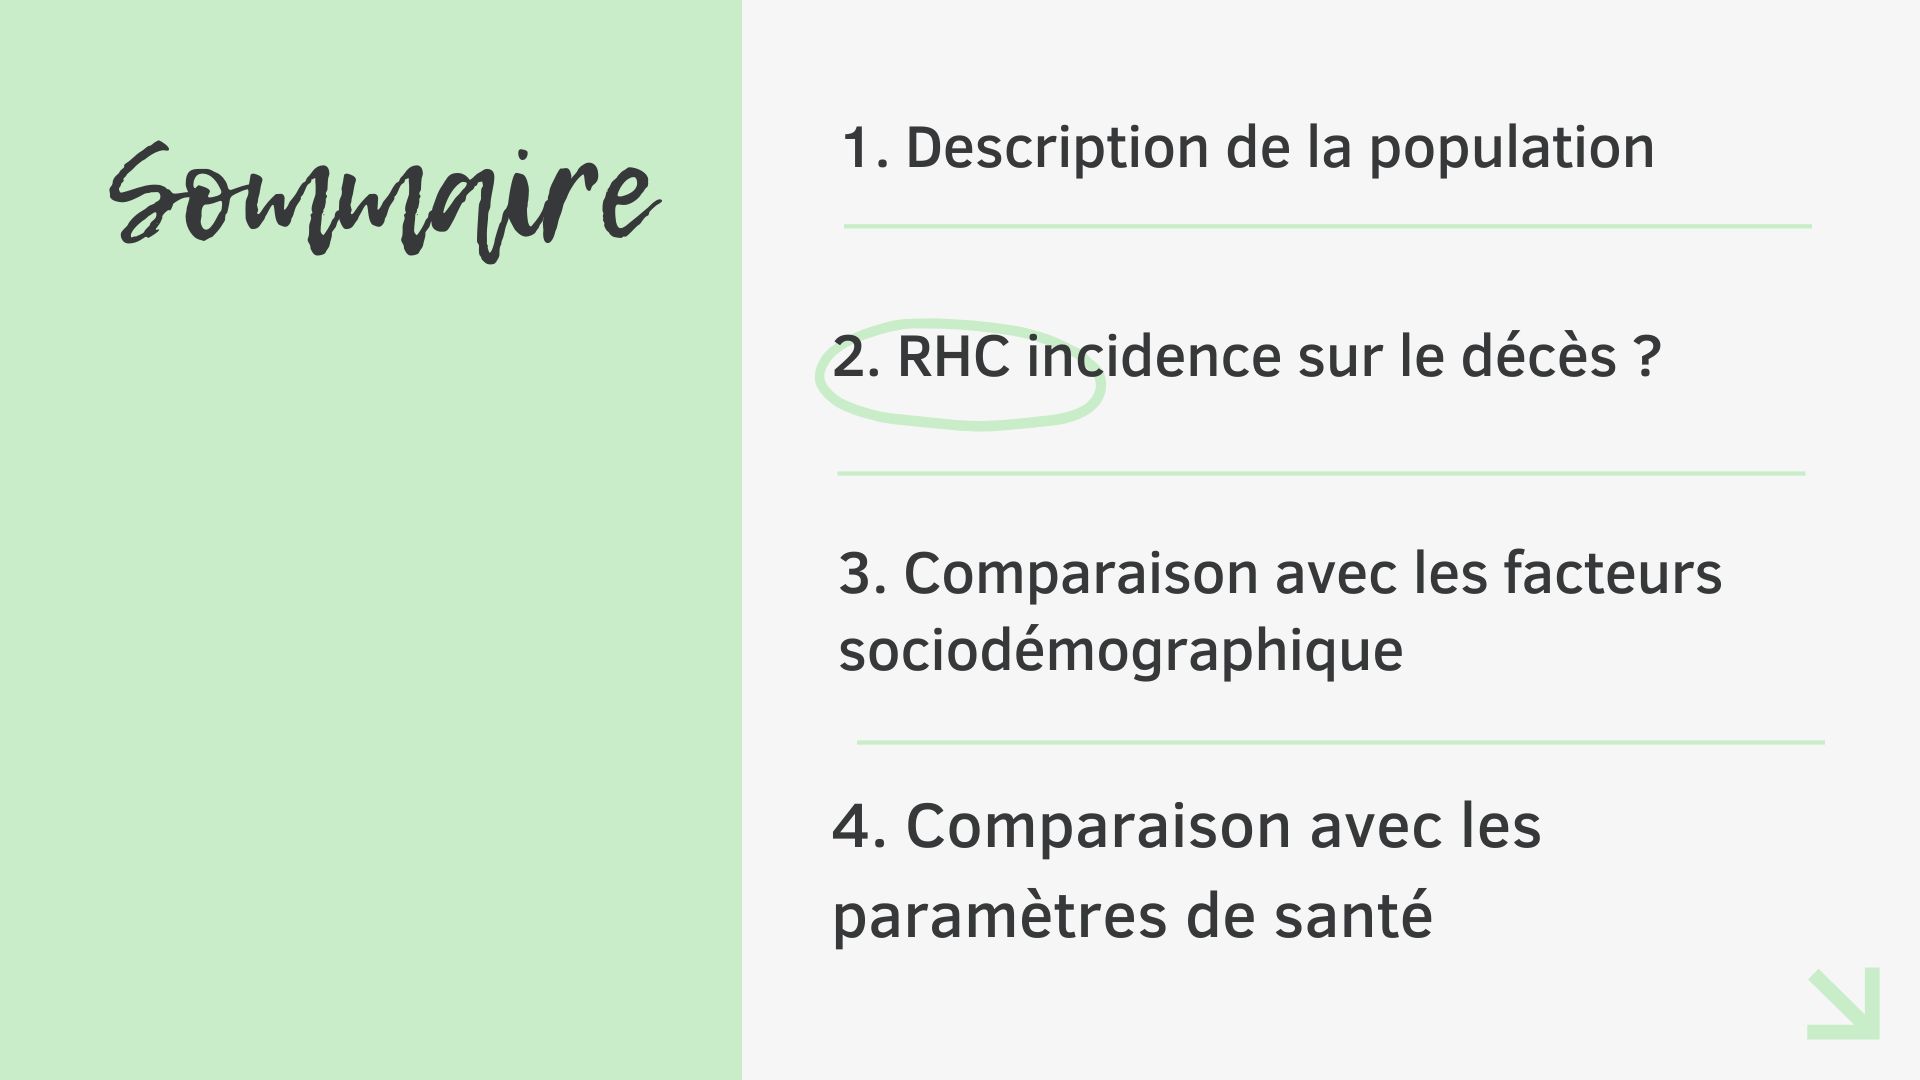 Sommaire
1. Description de la population
2. RHC incidence sur le décès ?
3. Comparaison avec les facteurs
sociodémographique
4. Comparaison avec les
paramètres de santé